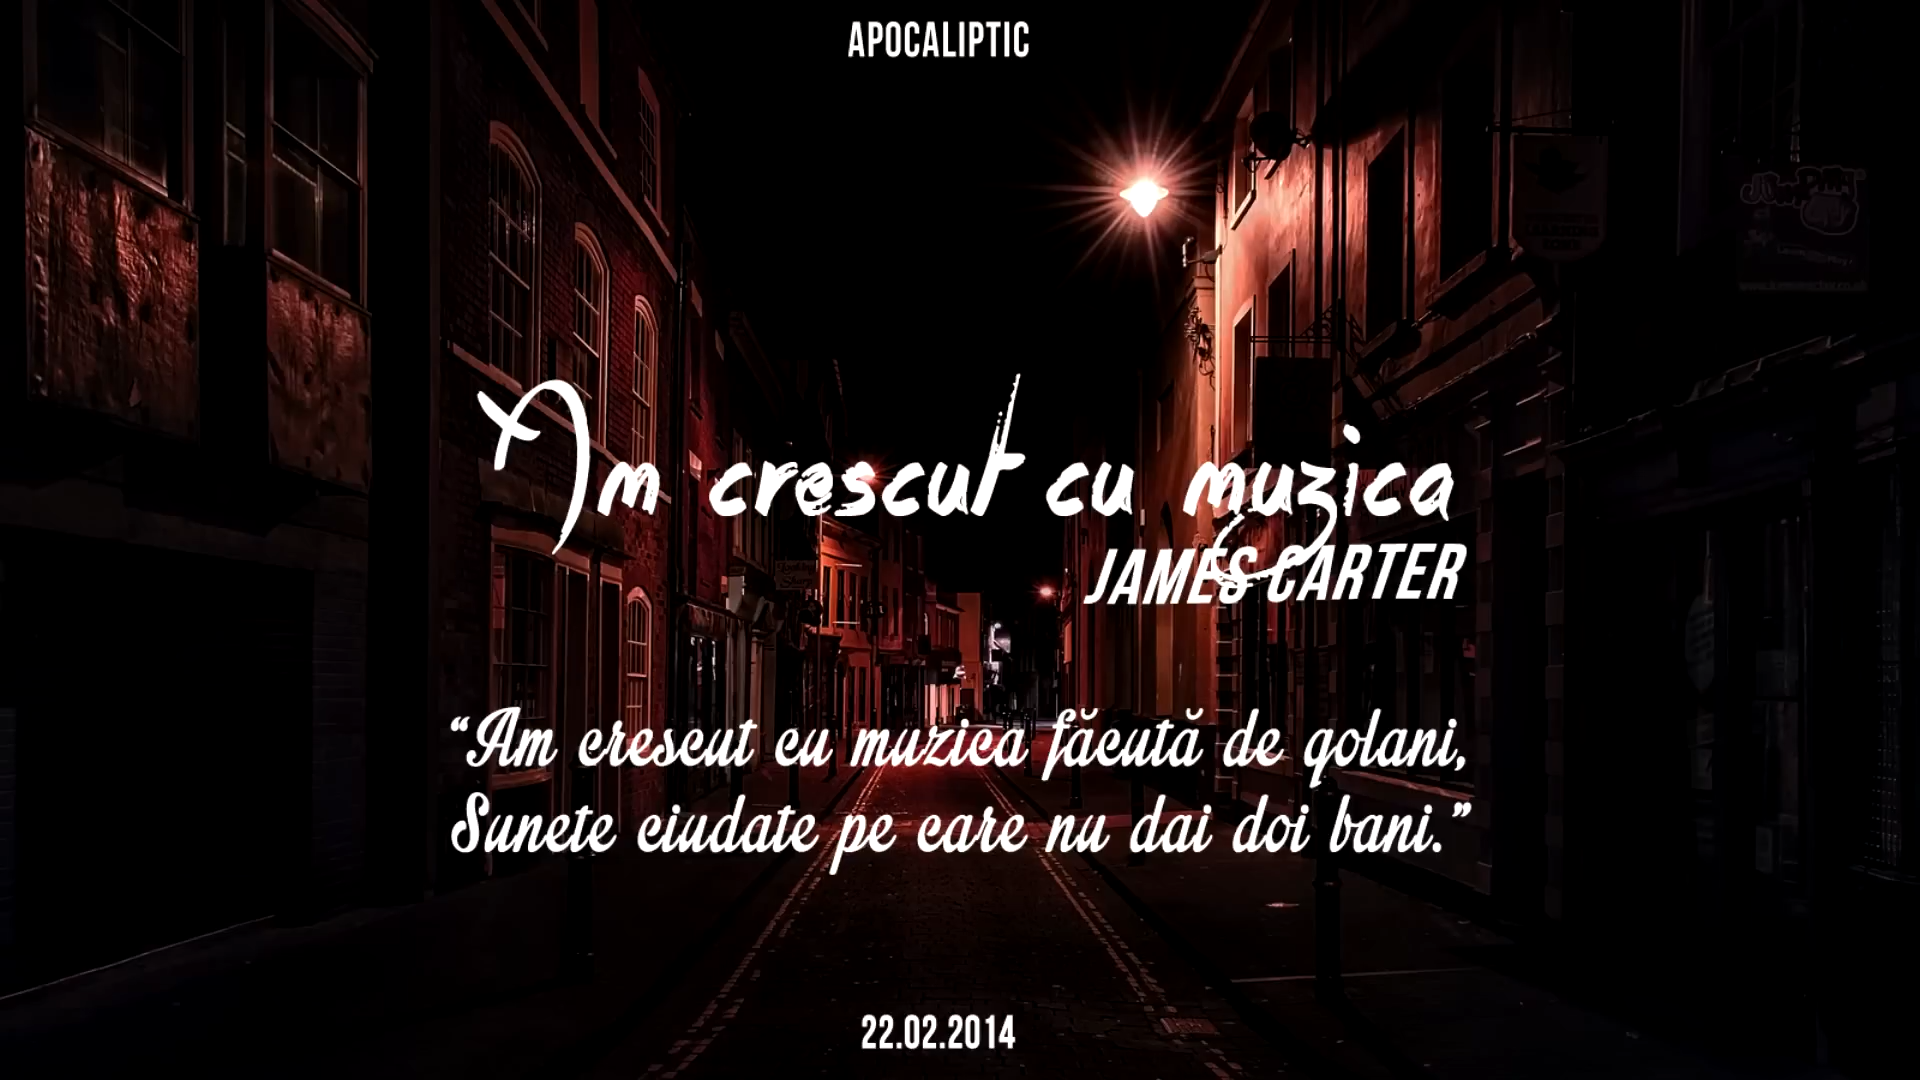 APOCALIPTIC
Am crescut cu muzica
JAMES CARTER
“Am crescut cu muzica făcută de golani,
Sunete ciudate pe care nu dai doi bani.”
22.02.2014